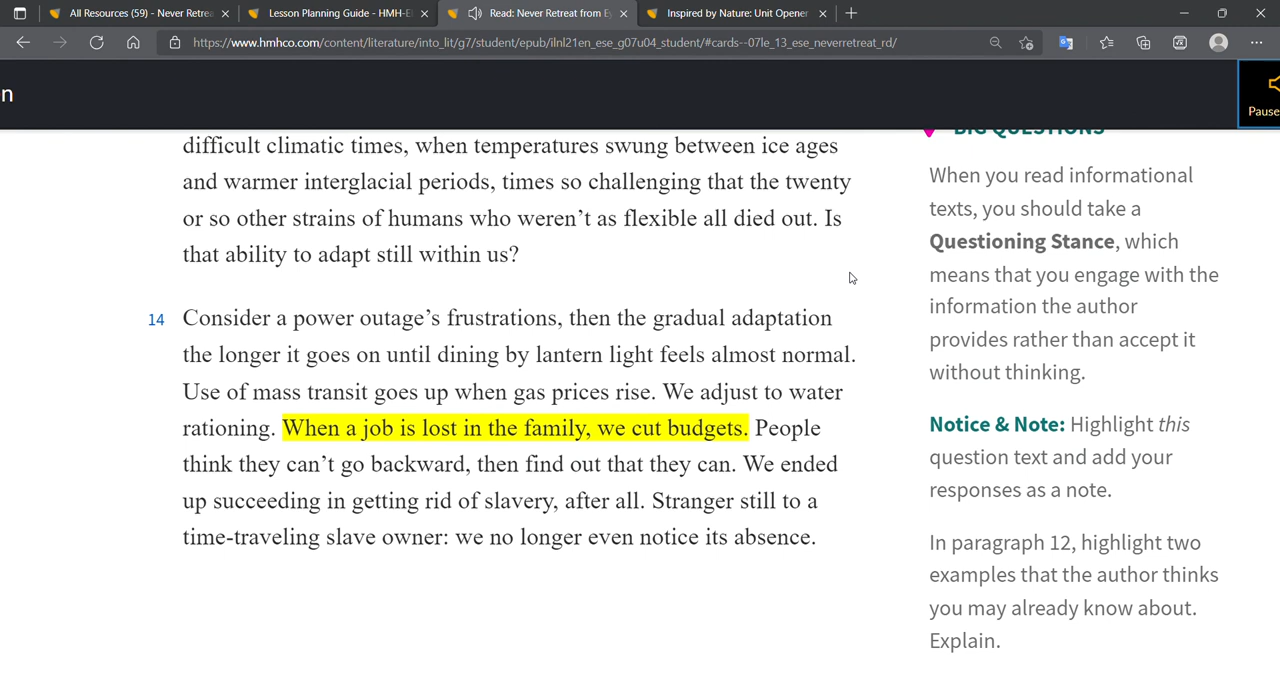 All Resources (59) - Never Retrea
Lesson Planning Guide - HMH-E
Read: Never Retreat from Ey
Inspired by Nature: Unit Opener
https://www.hmhco.com/content/literature/into_lit/g7/student/epub/ilnl21en_ese_g07u04_student/#cards--07le_13_ese_neverretreat_rd/
n
Pause
difficult climatic times, when temperatures swung between ice ages
and warmer interglacial periods, times so challenging that the twenty
or so other strains of humans who weren’t as flexible all died out. Is
that ability to adapt still within us?
14 Consider a power outage’s frustrations, then the gradual adaptation
the longer it goes on until dining by lantern light feels almost normal.
Use of mass transit goes up when gas prices rise. We adjust to water
rationing. When a job is lost in the family, we cut budgets. People
think they can’t go backward, then find out that they can. We ended
up succeeding in getting rid of slavery, after all. Stranger still to a
time-traveling slave owner: we no longer even notice its absence.
BIG QUESTIONS
When you read informational
texts, you should take a
Questioning Stance, which
means that you engage with the
information the author
provides rather than accept it
without thinking.
Notice & Note: Highlight this
question text and add your
responses as a note.
In paragraph 12, highlight two
examples that the author thinks
you may already know about.
Explain.